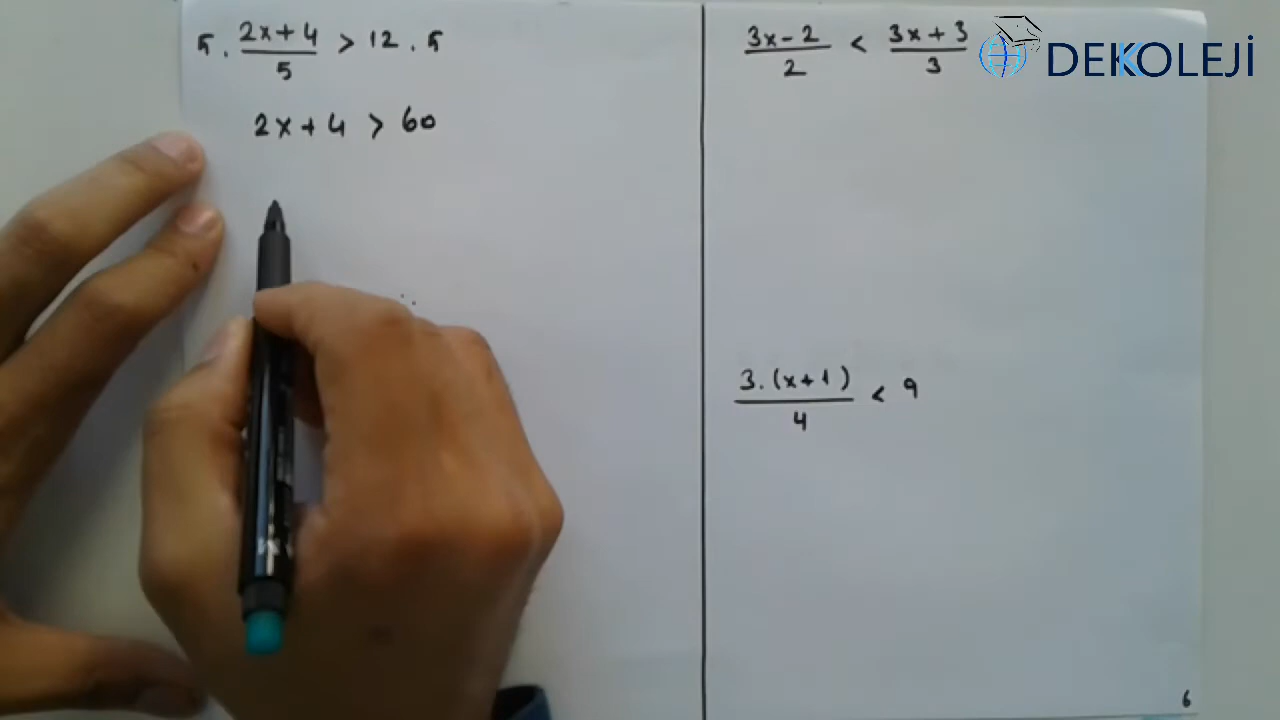 5 . (2x+4)/5 > 12 . 5
2x+4 > 60
(3x-2)/2 < (3x+3)/3
DEKOLEJİ
(3.(x+1))/4 < 9
6